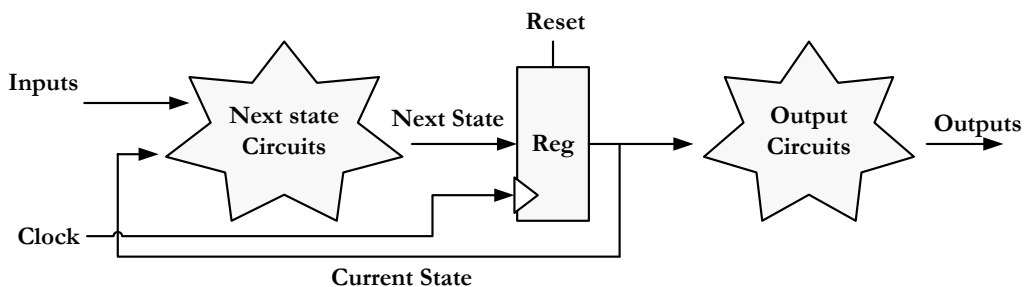 Reset
Inputs
Next state
Circuits
Next State
Reg
Output
Circuits
Outputs
Clock
Current State